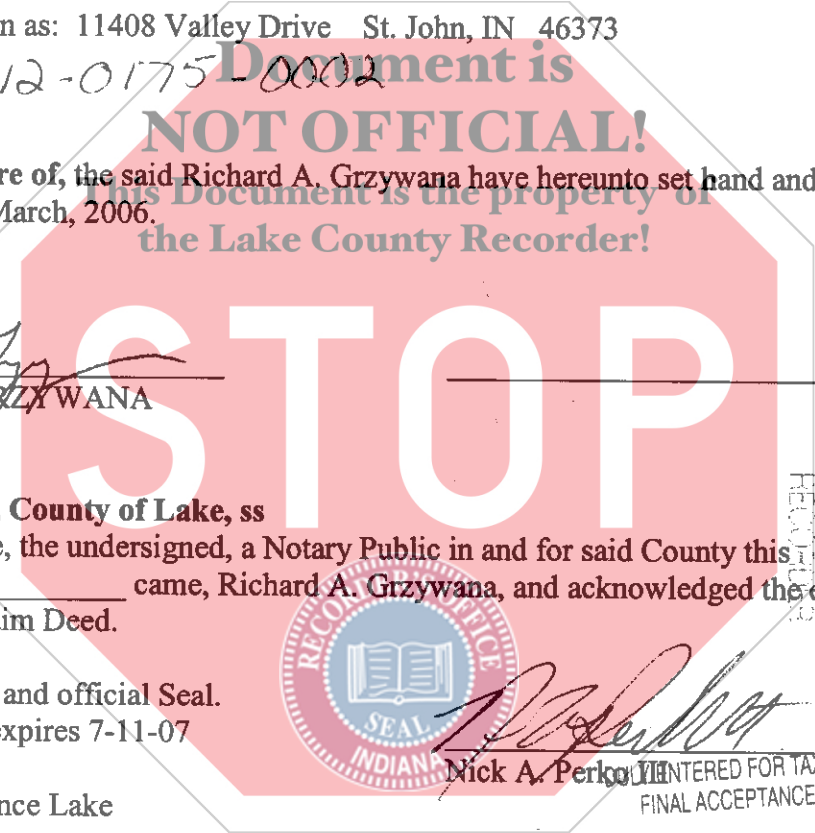 n as: 11408 Valley Drive St. John, IN 46373
12-0175-0002
Document is
NOT OFFICIAL!
re of, the said Richard A. Grzywana have hereunto set hand and
This Document is the property of
March, 2006.
the Lake County Recorder!
STOP
RZYWANA
County of Lake, ss
e, the undersigned, a Notary Public in and for said County this
came, Richard A. Grzywana, and acknowledged the e
im Deed.
RECORDER'S OFFICE
SEAL
INDIANA
and official Seal.
expires 7-11-07
Nick A. Perko III
ENTERED FOR TAX
FINAL ACCEPTANCE
nce Lake